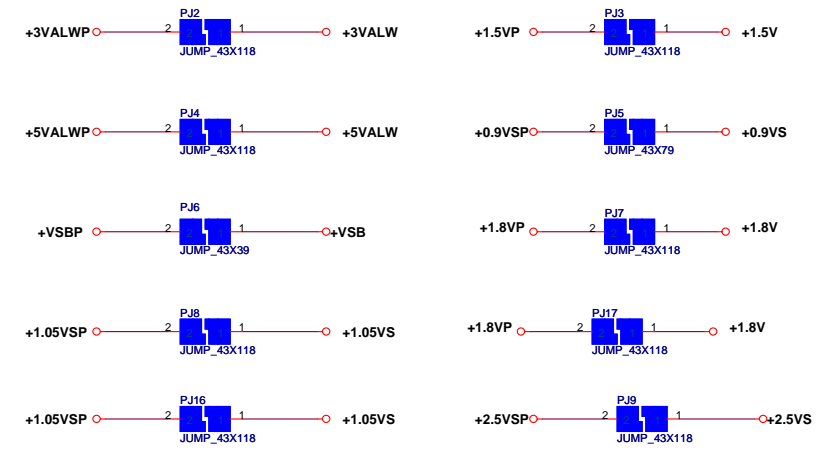 PJ2
+3VALWP 2 2 1 1 +3VALW
JUMP_43X118
PJ3
+1.5VP 2 2 1 1 +1.5V
JUMP_43X118
PJ4
+5VALWP 2 2 1 1 +5VALW
JUMP_43X118
PJ5
+0.9VSP 2 2 1 1 +0.9VS
JUMP_43X79
PJ6
+VSBP 2 2 1 1 +VSB
JUMP_43X39
PJ7
+1.8VP 2 2 1 1 +1.8V
JUMP_43X118
PJ8
+1.05VSP 2 2 1 1 +1.05VS
JUMP_43X118
PJ17
+1.8VP 2 2 1 1 +1.8V
JUMP_43X118
PJ16
+1.05VSP 2 2 1 1 +1.05VS
JUMP_43X118
PJ9
+2.5VSP 2 2 1 1 +2.5VS
JUMP_43X118